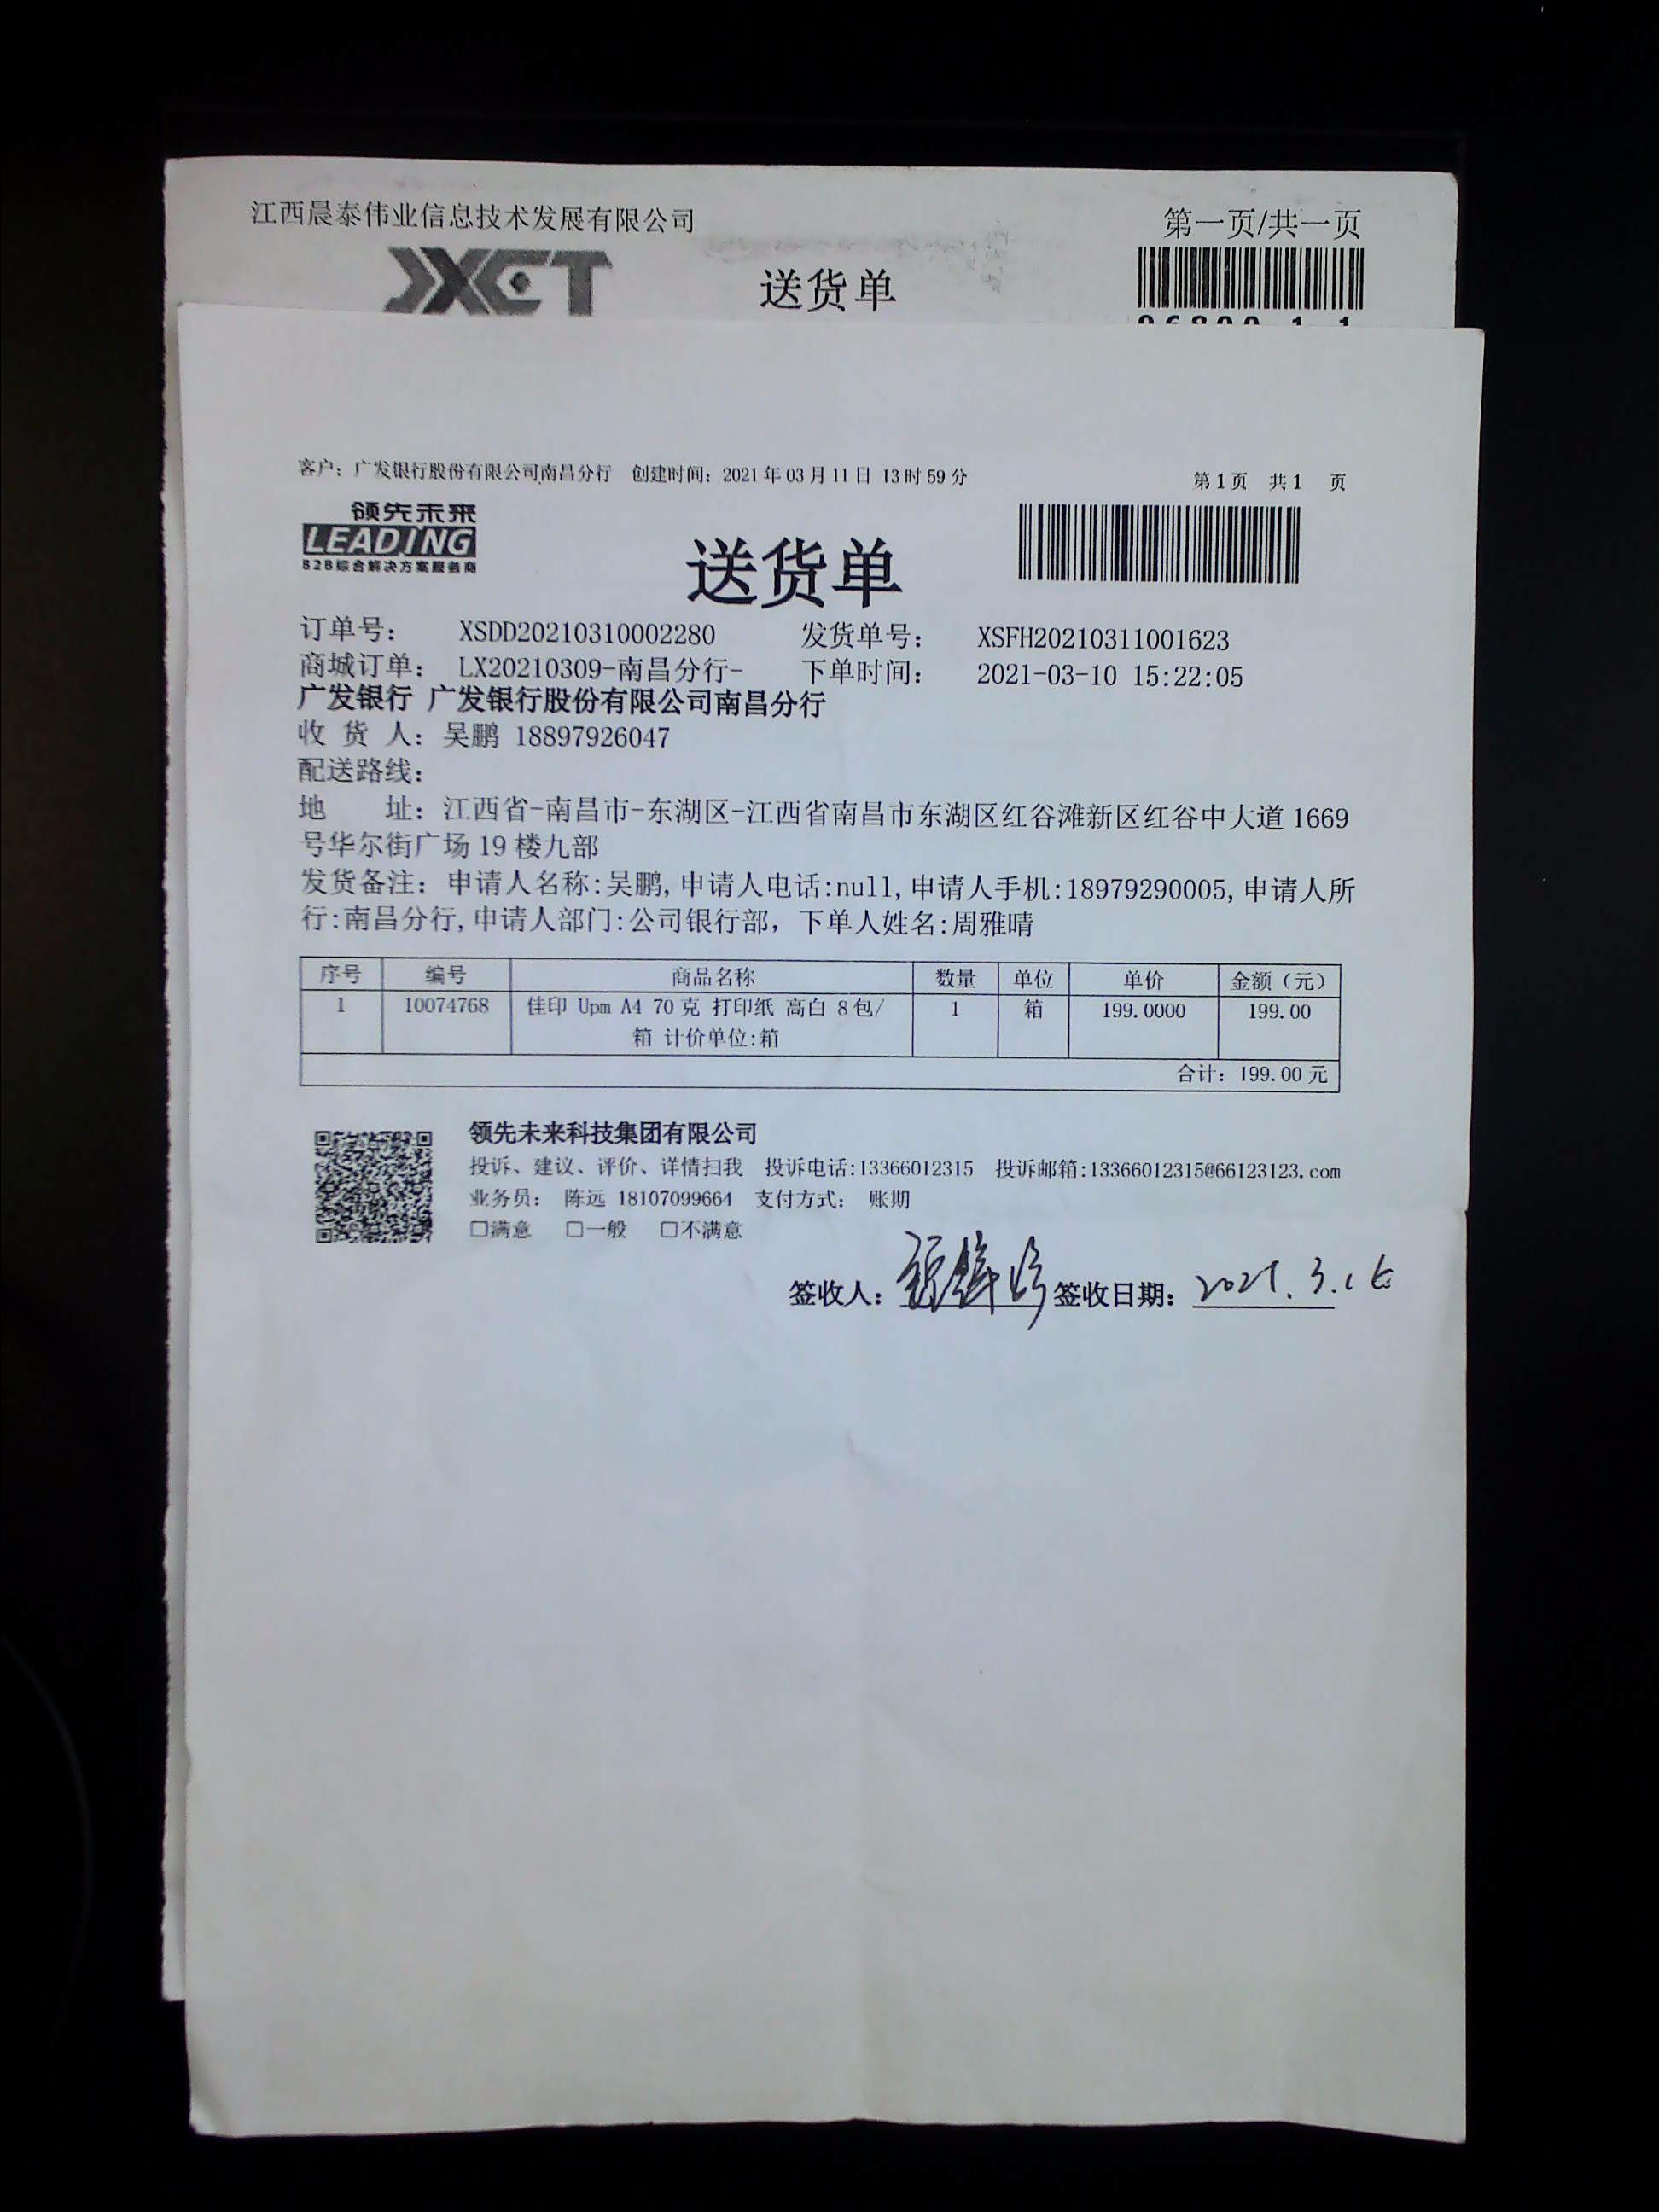 江西晨泰伟业信息技术发展有限公司
第一页/共一页
JXCT
送货单
客户：广发银行股份有限公司南昌分行 创建时间：2021年03月11日 13时59分
第1页 共1 页
领先未来
LEADING
B2B综合解决方案服务商
送货单
订单号： XSDD20210310002280 发货单号： XSFH20210311001623
商城订单： LX20210309-南昌分行- 下单时间： 2021-03-10 15:22:05
广发银行 广发银行股份有限公司南昌分行
收 货 人：吴鹏 18897926047
配送路线：
地 址：江西省-南昌市-东湖区-江西省南昌市东湖区红谷滩新区红谷中大道1669
号华尔街广场19楼九部
发货备注：申请人名称:吴鹏,申请人电话:null,申请人手机:18979290005,申请人所
行:南昌分行,申请人部门:公司银行部，下单人姓名:周雅晴
序号 编号 商品名称 数量 单位 单价 金额（元）
1 10074768 佳印 Upm A4 70克 打印纸 高白 8包/ 1 箱 199.0000 199.00
箱 计价单位:箱
合计：199.00元
领先未来科技集团有限公司
投诉、建议、评价、详情扫我 投诉电话:13366012315 投诉邮箱:13366012315@66123123.com
业务员： 陈远 18107099664 支付方式： 账期
□满意 □一般 □不满意
签收人： 签收日期： 2021.3.